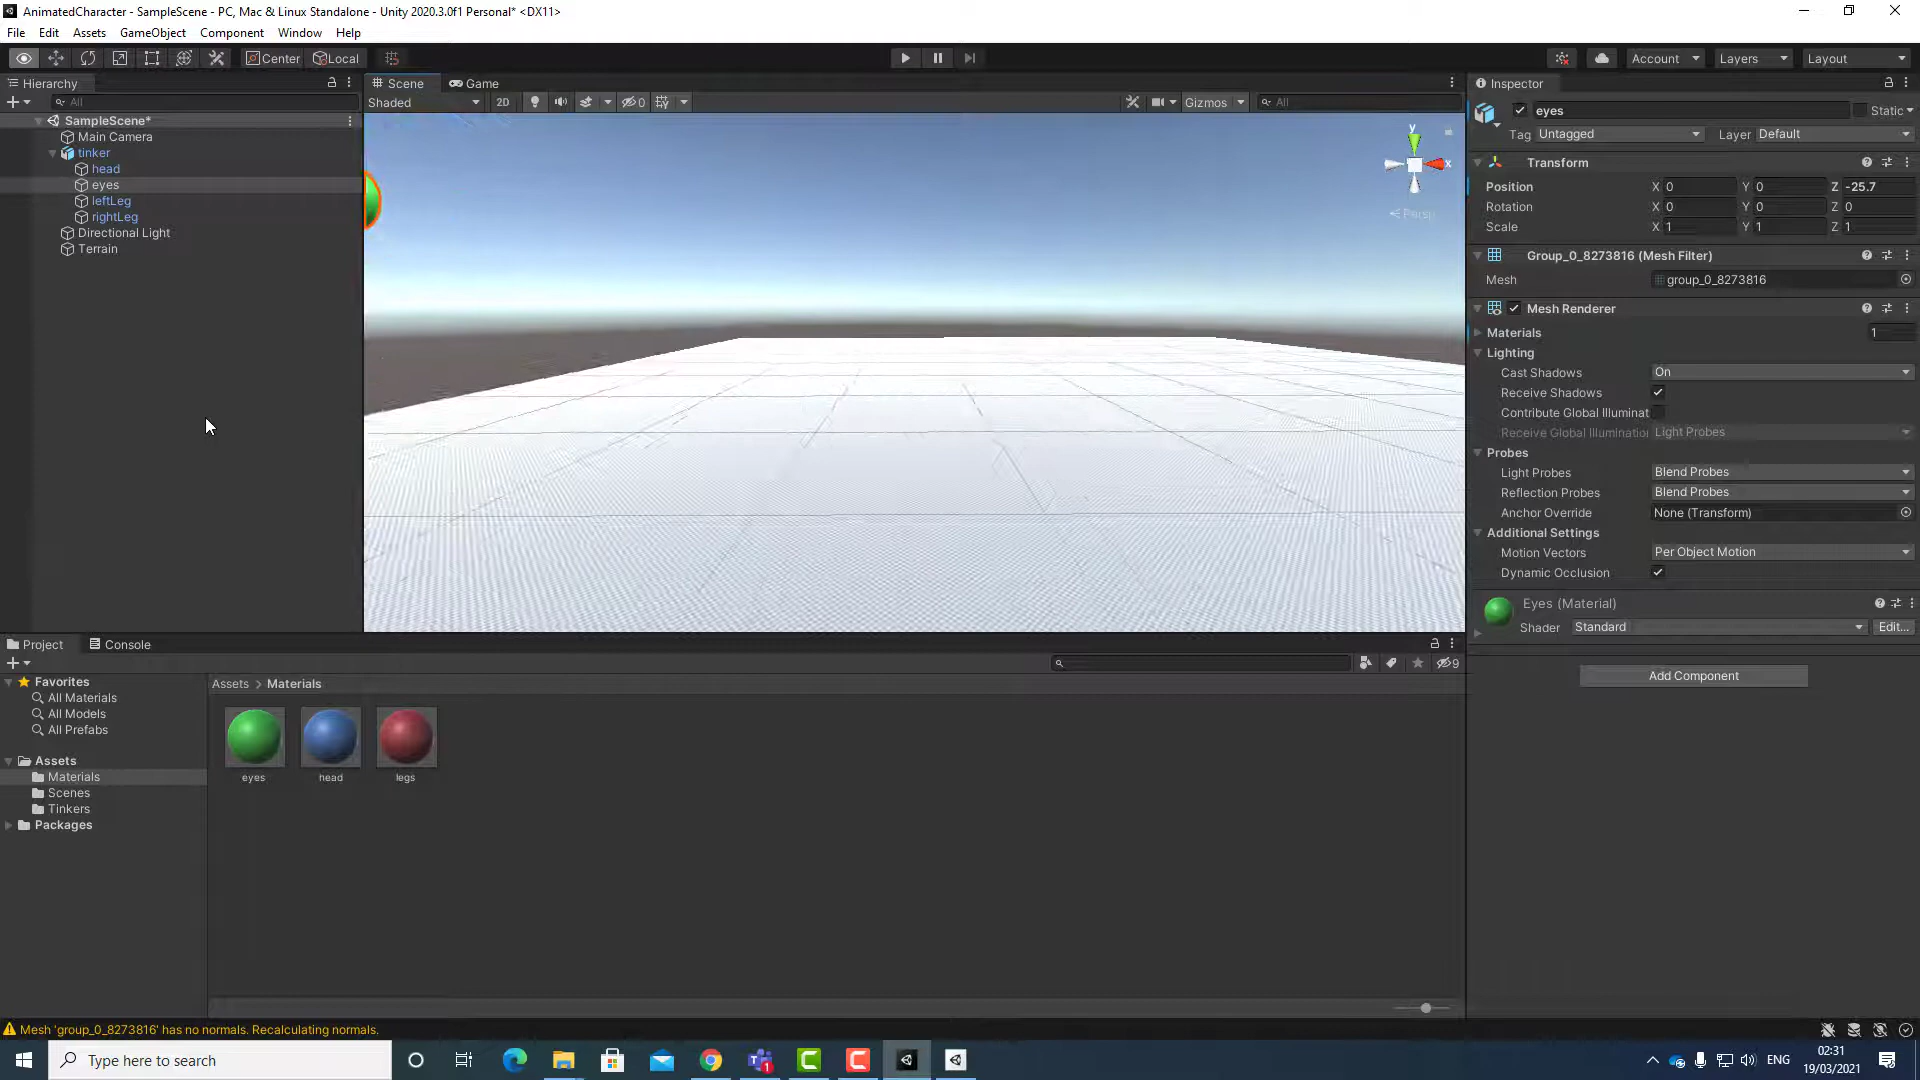 AnimatedCharacter - SampleScene - PC, Mac & Linux Standalone - Unity 2020.3.0f1 Personal* <DX11>
File Edit Assets GameObject Component Window Help
Center Local Account Layers Layout
Hierarchy
All
SampleScene*
Main Camera
tinker
head
eyes
leftLeg
rightLeg
Directional Light
Terrain
Scene Game
Shaded 2D 0 Gizmos All
y
x
Persp
Inspector
eyes Static
Tag Untagged Layer Default
Transform
Position X 0 Y 0 Z -25.7
Rotation X 0 Y 0 Z 0
Scale X 1 Y 1 Z 1
Group_0_8273816 (Mesh Filter)
Mesh group_0_8273816
Mesh Renderer
Materials 1
Lighting
Cast Shadows On
Receive Shadows
Contribute Global Illuminat
Receive Global Illumination Light Probes
Probes
Light Probes Blend Probes
Reflection Probes Blend Probes
Anchor Override None (Transform)
Additional Settings
Motion Vectors Per Object Motion
Dynamic Occlusion
Eyes (Material)
Shader Standard Edit...
Add Component
Project Console
9
Favorites
All Materials
All Models
All Prefabs
Assets
Materials
Scenes
Tinkers
Packages
Assets > Materials
eyes head legs
Mesh 'group_0_8273816' has no normals. Recalculating normals.
Type here to search
1
ENG
02:31
19/03/2021